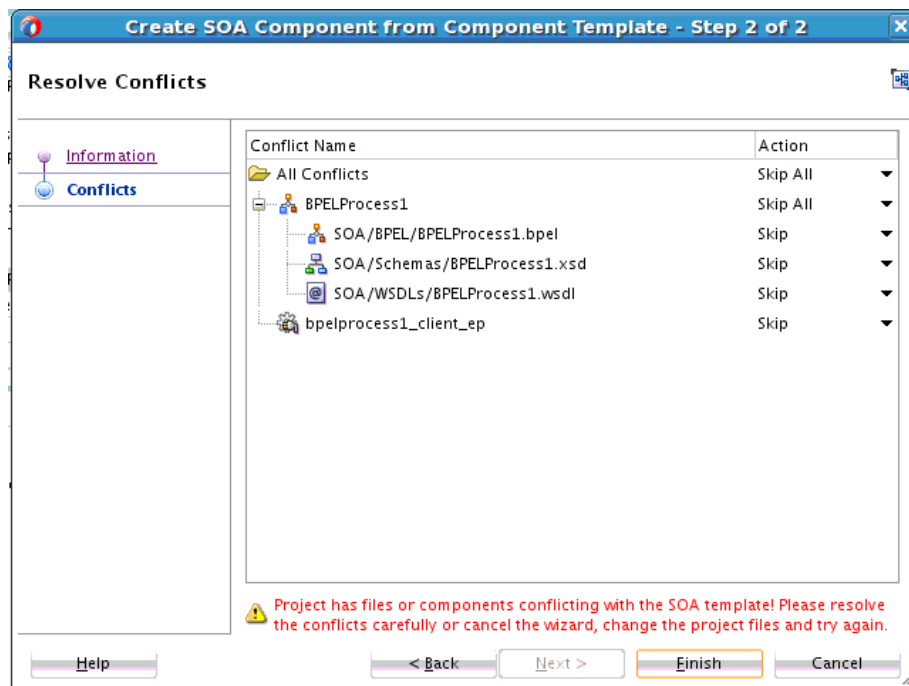 Create SOA Component from Component Template - Step 2 of 2
Resolve Conflicts
Information
Conflicts
Conflict Name Action
All Conflicts Skip All
BPELProcess1 Skip All
SOA/BPEL/BPELProcess1.bpel Skip
SOA/Schemas/BPELProcess1.xsd Skip
SOA/WSDLs/BPELProcess1.wsdl Skip
bpelprocess1_client_ep Skip
Project has files or components conflicting with the SOA template! Please resolve
the conflicts carefully or cancel the wizard, change the project files and try again.
Help < Back Next > Finish Cancel